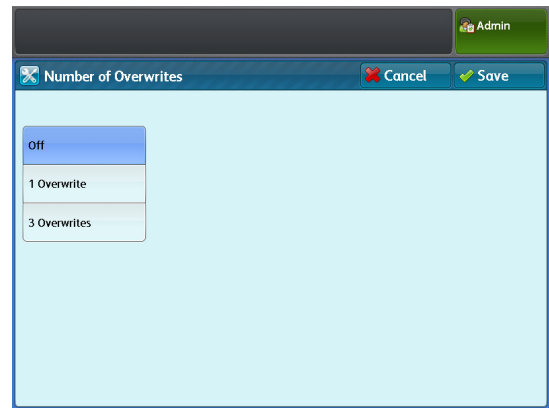 Admin
Number of Overwrites
Cancel
Save
Off
1 Overwrite
3 Overwrites